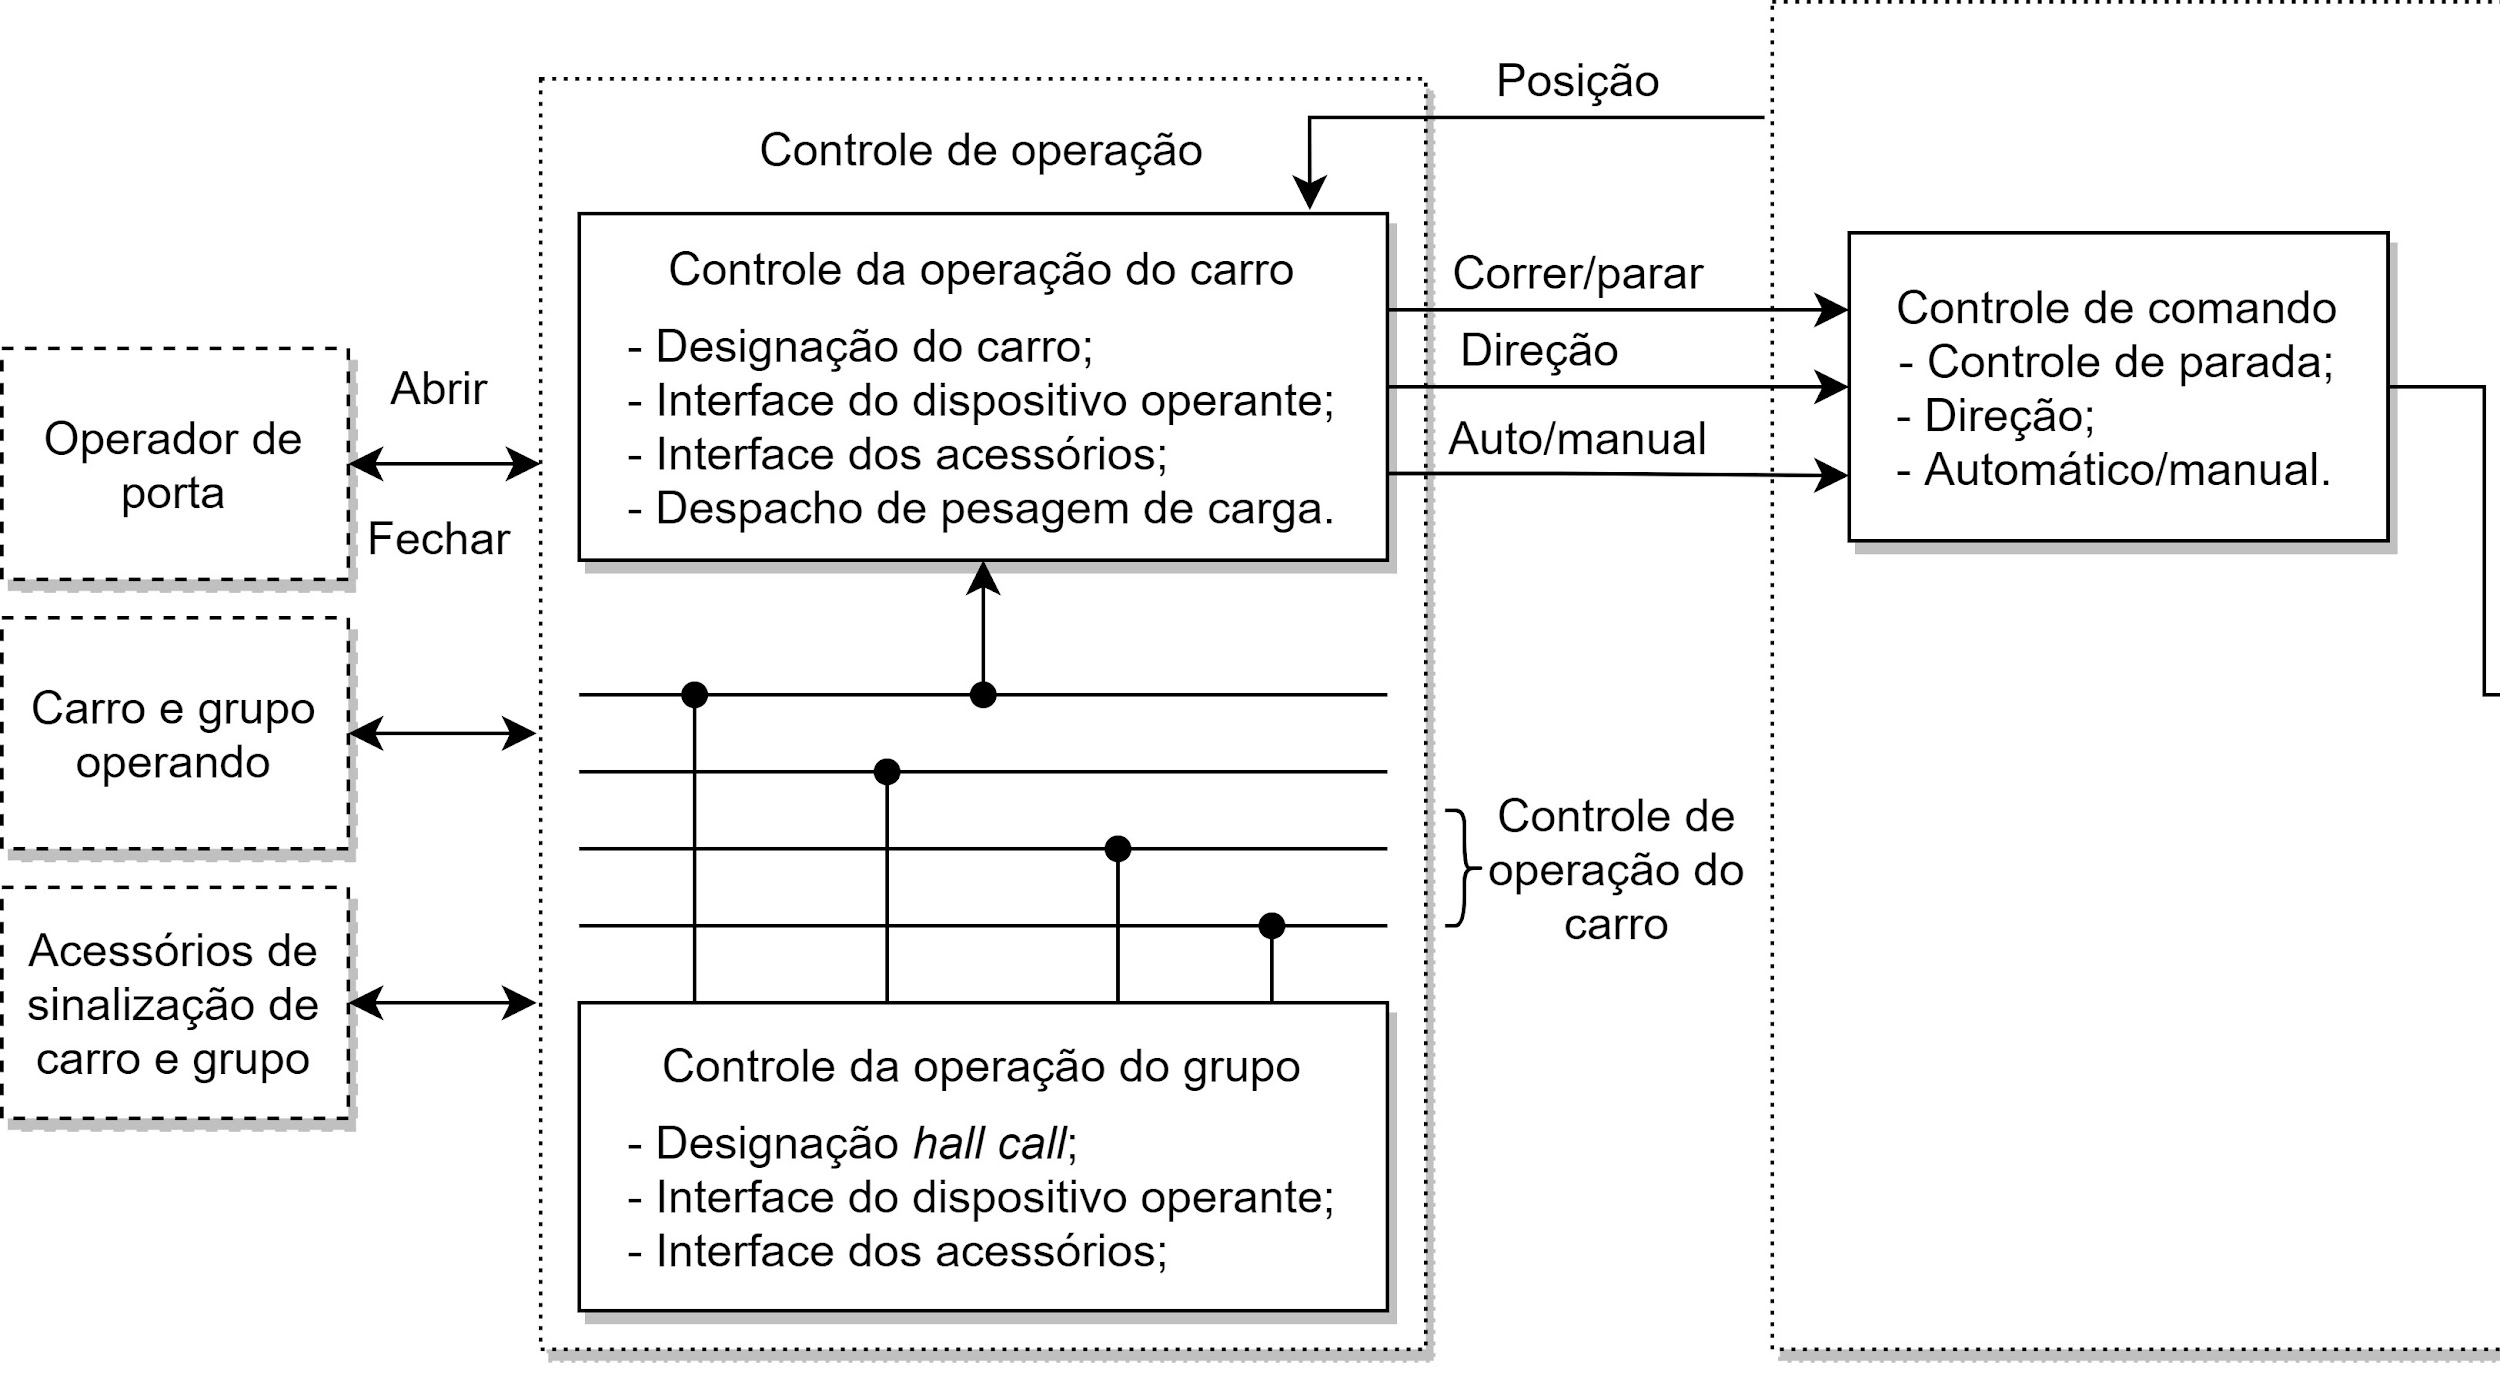 Posição
Controle de operação
Controle da operação do carro
- Designação do carro;
- Interface do dispositivo operante;
- Interface dos acessórios;
- Despacho de pesagem de carga.
Correr/parar
Direção
Auto/manual
Controle de comando
- Controle de parada;
- Direção;
- Automático/manual.
Operador de
porta
Abrir
Fechar
Carro e grupo
operando
Acessórios de
sinalização de
carro e grupo
Controle de
operação do
carro
Controle da operação do grupo
- Designação hall call;
- Interface do dispositivo operante;
- Interface dos acessórios;